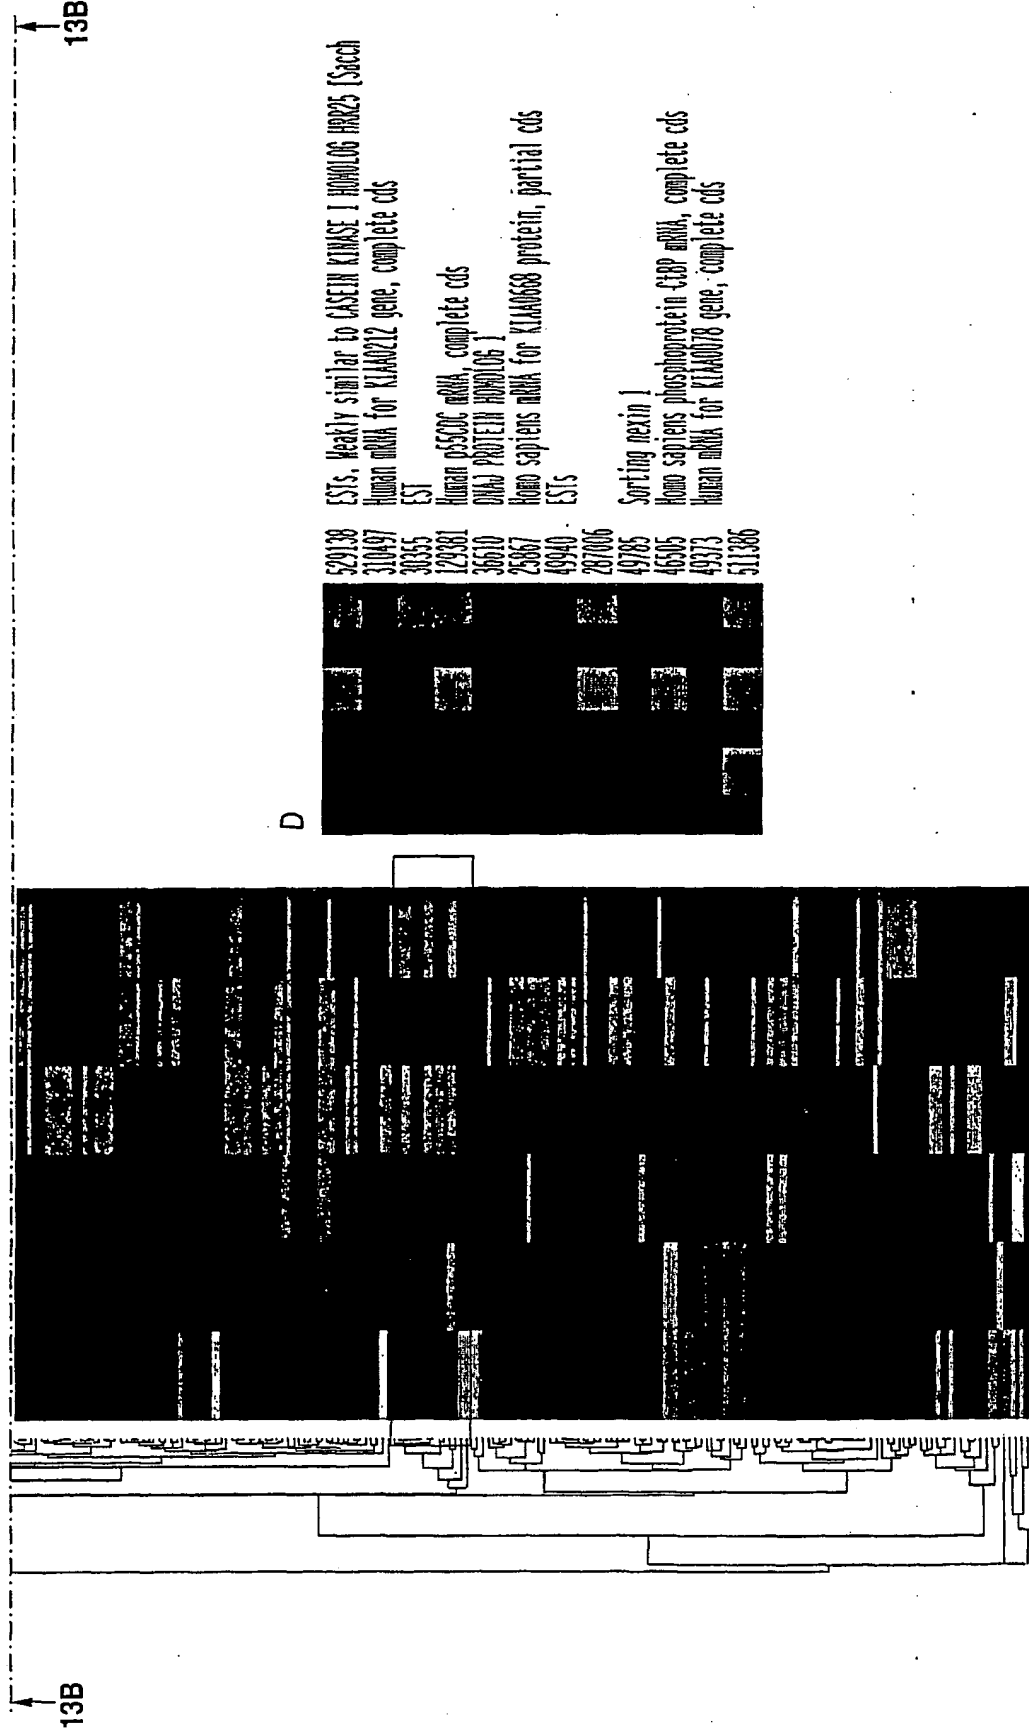 13B
13B
D
529138 ESTs, Weakly similar to CASEIN KINASE I HOMOLOG HRR25 [Sacch
310497 Human mRNA for KIAA0212 gene, complete cds
30355 EST
129381 Human p55CDC mRNA, complete cds
36610 DNAJ PROTEIN HOMOLOG 1
25867 Homo sapiens mRNA for KIAA0668 protein, partial cds
49940 ESTs
287006
49785 Sorting nexin 1
46505 Homo sapiens phosphoprotein CtBP mRNA, complete cds
49373 Human mRNA for KIAA0078 gene, complete cds
511386